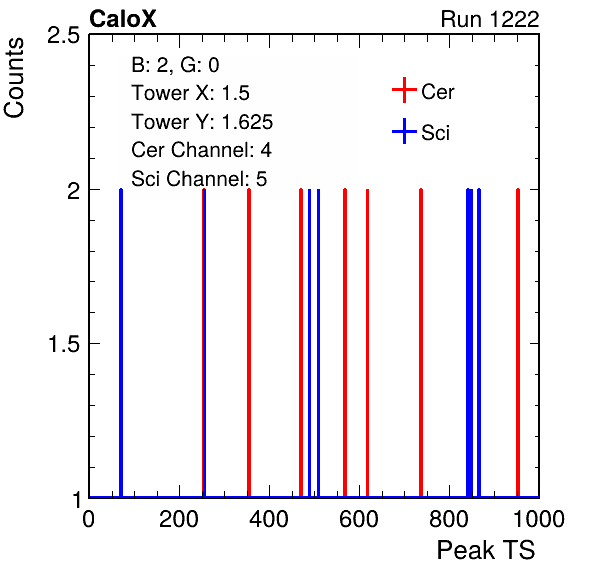 CaloX Run 1222
Counts
2.5
2
1.5
1
B: 2, G: 0
Tower X: 1.5
Tower Y: 1.625
Cer Channel: 4
Sci Channel: 5
Cer
Sci
0 200 400 600 800 1000
Peak TS